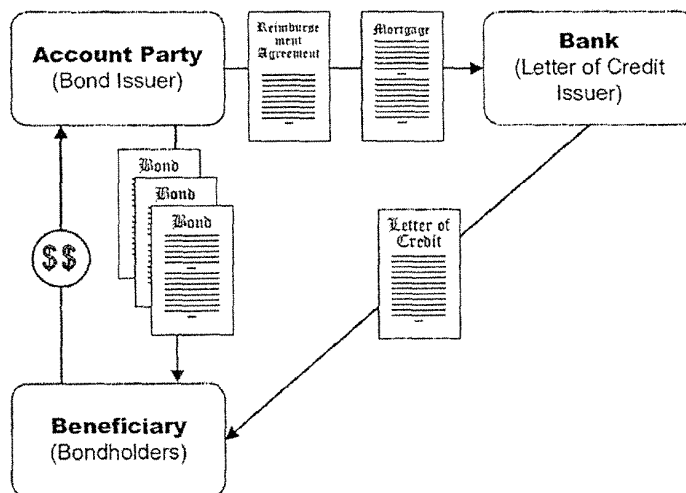 Account Party
(Bond Issuer)
Reimburse
ment
Agreement
Mortgage
Bank
(Letter of Credit
Issuer)
Bond
Bond
Bond
$$
Letter of
Credit
Beneficiary
(Bondholders)